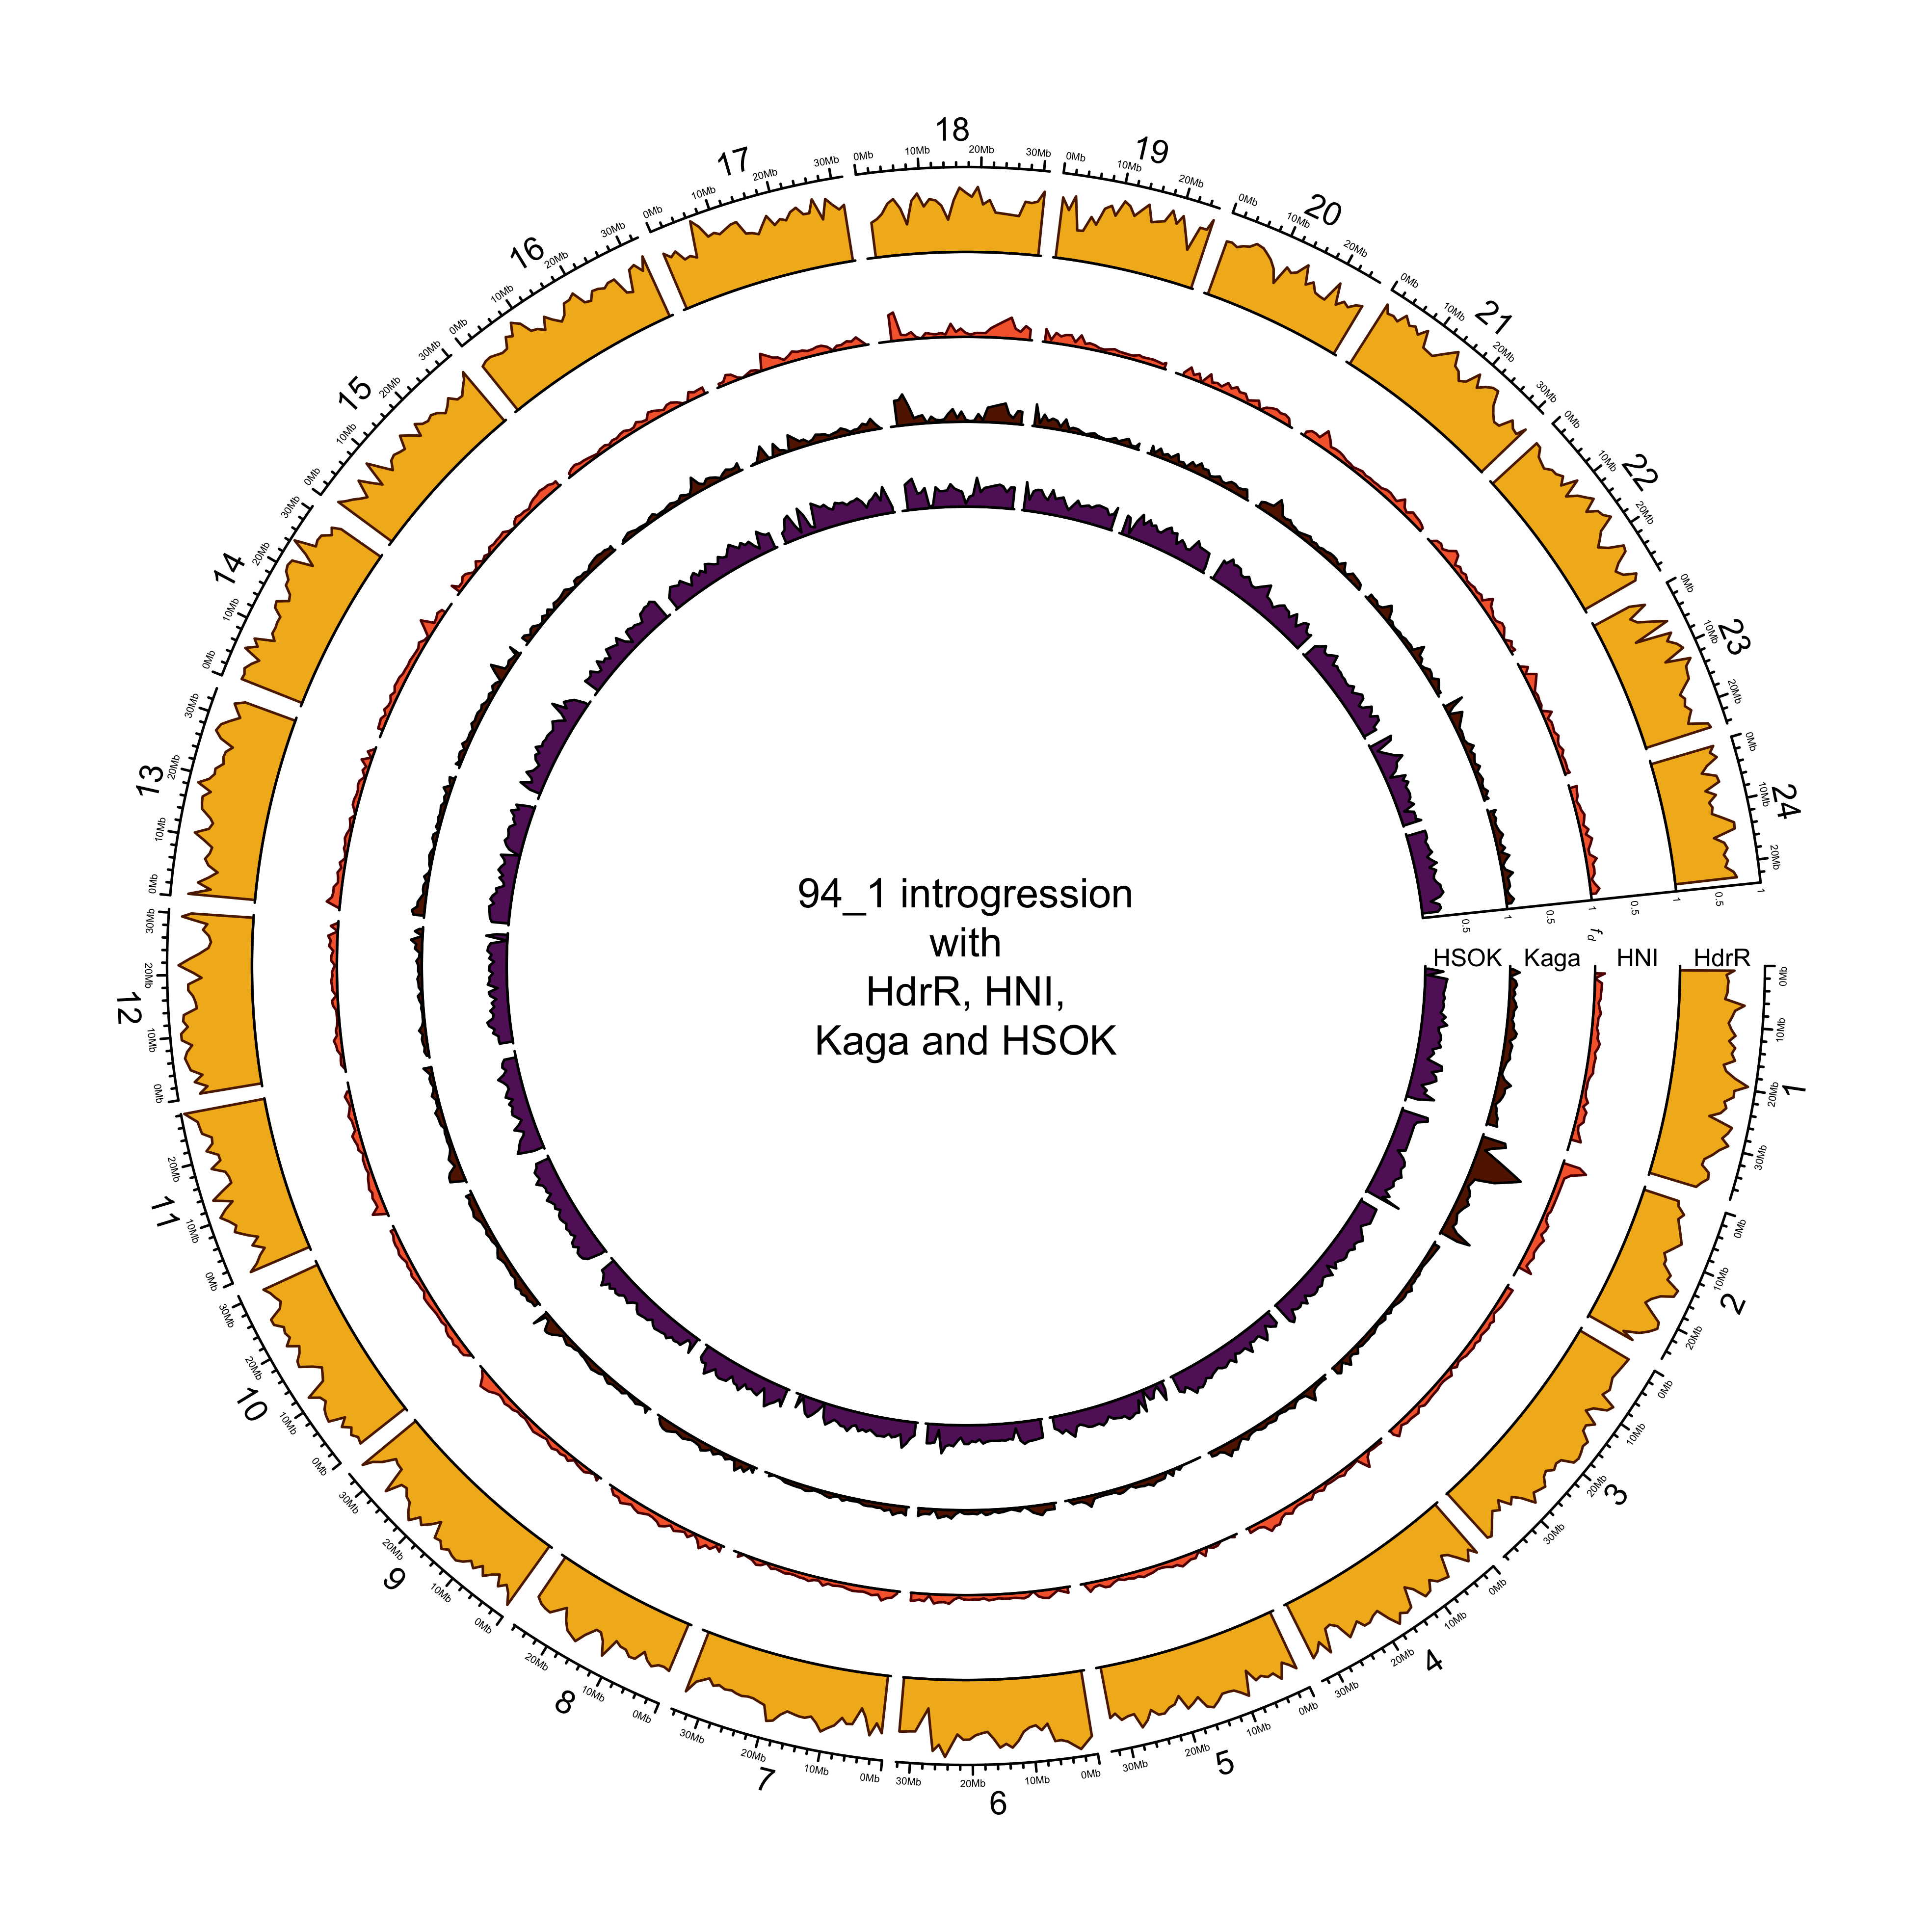 94_1 introgression
with
HdrR, HNI,
Kaga and HSOK
HSOK Kaga HNI HdrR
f d
0.5 1 0.5 1 0.5 1 0.5 1
1
0Mb 10Mb 20Mb 30Mb
2
0Mb 10Mb 20Mb
3
0Mb 10Mb 20Mb 30Mb
4
0Mb 10Mb 20Mb 30Mb
5
0Mb 10Mb 20Mb 30Mb
6
0Mb 10Mb 20Mb 30Mb
7
0Mb 10Mb 20Mb 30Mb
8
0Mb 10Mb 20Mb
9
0Mb 10Mb 20Mb 30Mb
10
0Mb 10Mb 20Mb 30Mb
11
0Mb 10Mb 20Mb
12
0Mb 10Mb 20Mb 30Mb
13
0Mb 10Mb 20Mb 30Mb
14
0Mb 10Mb 20Mb 30Mb
15
0Mb 10Mb 20Mb 30Mb
16
0Mb 10Mb 20Mb 30Mb
17
0Mb 10Mb 20Mb 30Mb
18
0Mb 10Mb 20Mb 30Mb
19
0Mb 10Mb 20Mb
20
0Mb 10Mb 20Mb
21
0Mb 10Mb 20Mb 30Mb
22
0Mb 10Mb 20Mb
23
0Mb 10Mb 20Mb
24
0Mb 10Mb 20Mb